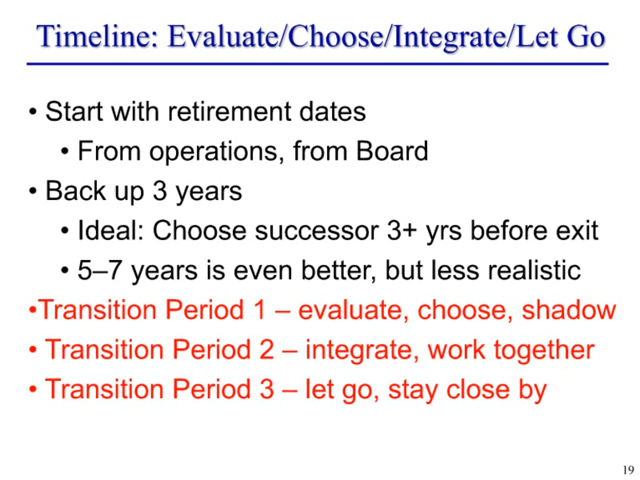 Timeline: Evaluate/Choose/Integrate/Let Go
• Start with retirement dates
• From operations, from Board
• Back up 3 years
• Ideal: Choose successor 3+ yrs before exit
• 5–7 years is even better, but less realistic
•Transition Period 1 – evaluate, choose, shadow
• Transition Period 2 – integrate, work together
• Transition Period 3 – let go, stay close by
19